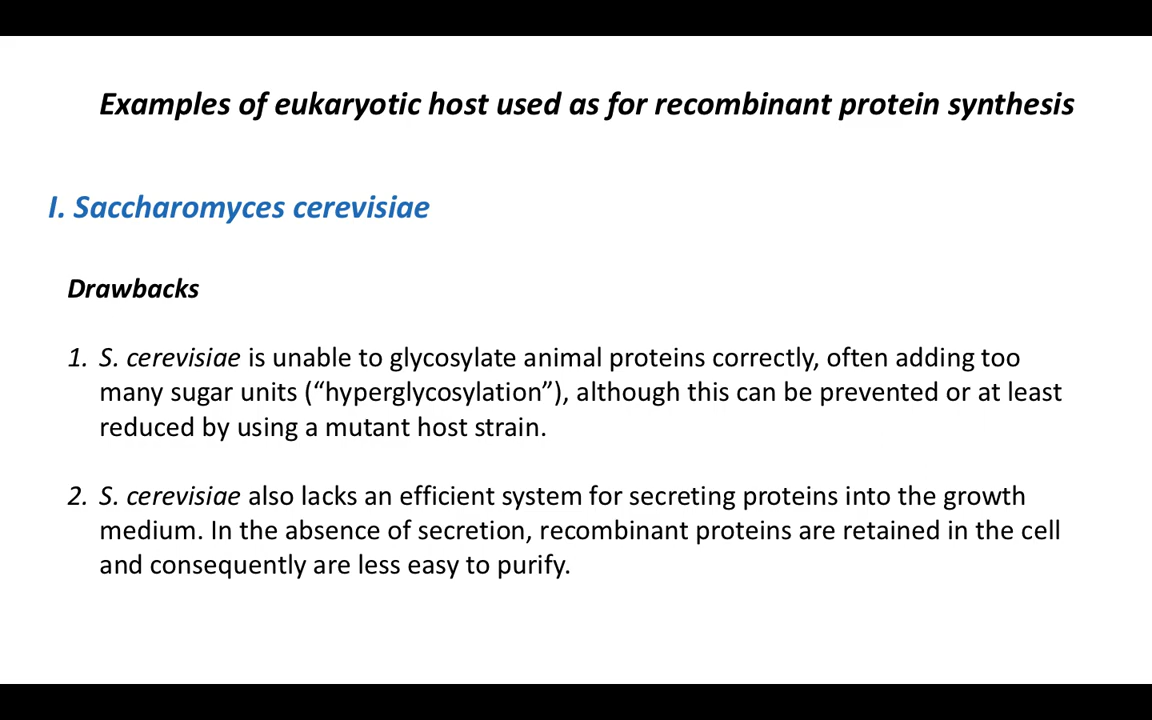 Examples of eukaryotic host used as for recombinant protein synthesis
I. Saccharomyces cerevisiae
Drawbacks
1. S. cerevisiae is unable to glycosylate animal proteins correctly, often adding too
many sugar units (“hyperglycosylation”), although this can be prevented or at least
reduced by using a mutant host strain.
2. S. cerevisiae also lacks an efficient system for secreting proteins into the growth
medium. In the absence of secretion, recombinant proteins are retained in the cell
and consequently are less easy to purify.